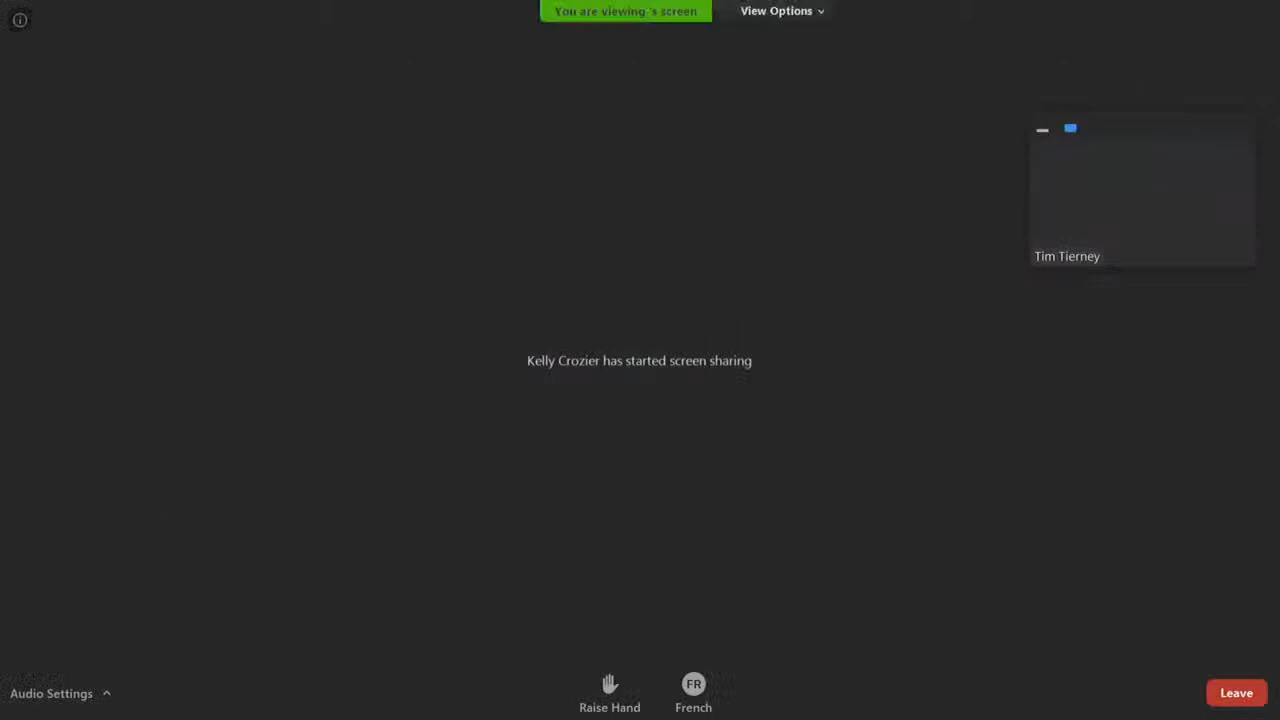 You are viewing 's screen
View Options
Tim Tierney
Kelly Crozier has started screen sharing
Audio Settings
Raise Hand
FR
French
Leave